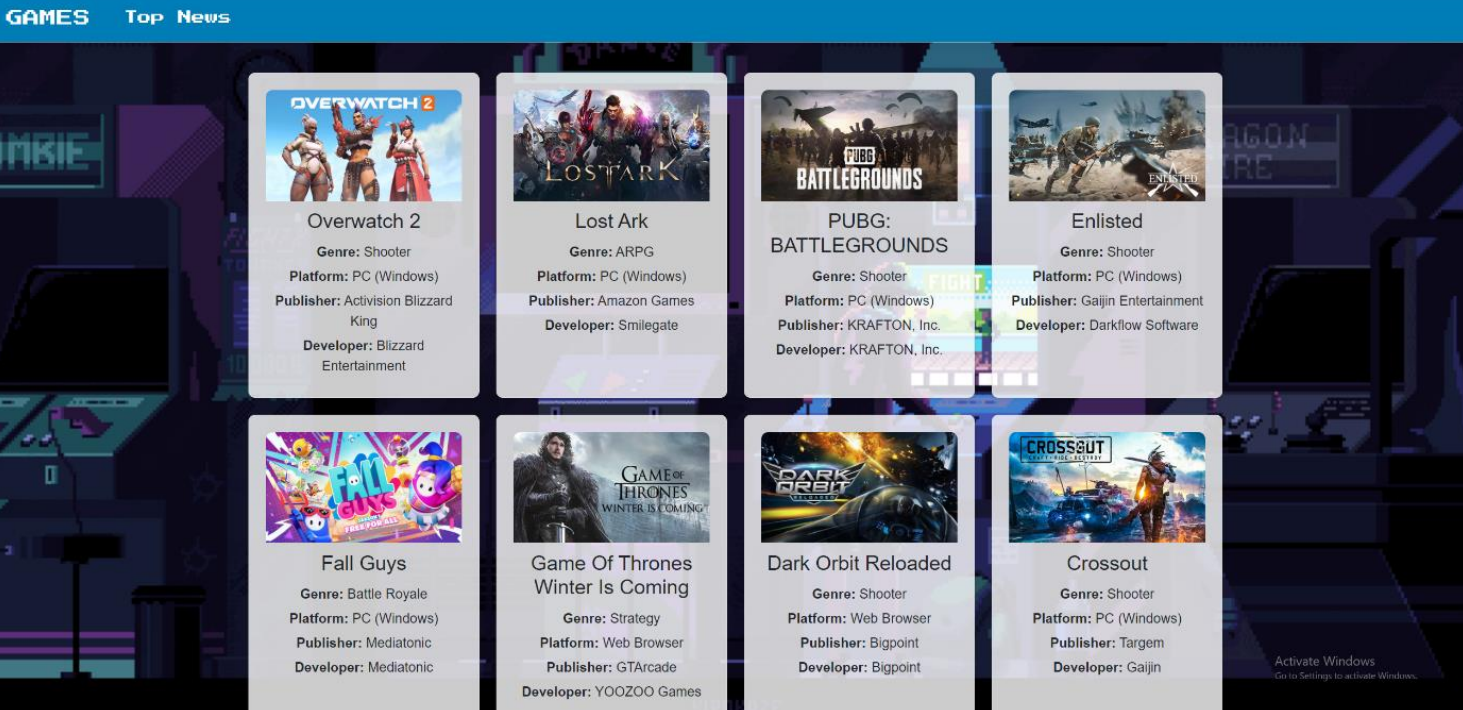 GAMES Top News
MBIE
AGON
IRE
OVERWATCH 2
Overwatch 2
Genre: Shooter
Platform: PC (Windows)
Publisher: Activision Blizzard
King
Developer: Blizzard
Entertainment
LOST ARK
Lost Ark
Genre: ARPG
Platform: PC (Windows)
Publisher: Amazon Games
Developer: Smilegate
PUBG
BATTLEGROUNDS
PUBG:
BATTLEGROUNDS
Genre: Shooter
Platform: PC (Windows)
Publisher: KRAFTON, Inc.
Developer: KRAFTON, Inc.
FIGHT
ENLISTED
Enlisted
Genre: Shooter
Platform: PC (Windows)
Publisher: Gaijin Entertainment
Developer: Darkflow Software
FALL
GUYS
FREE FOR ALL
Fall Guys
Genre: Battle Royale
Platform: PC (Windows)
Publisher: Mediatonic
Developer: Mediatonic
GAME OF
THRONES
WINTER IS COMING
Game Of Thrones
Winter Is Coming
Genre: Strategy
Platform: Web Browser
Publisher: GTArcade
Developer: YOOZOO Games
DARK
ORBIT
RELOADED
Dark Orbit Reloaded
Genre: Shooter
Platform: Web Browser
Publisher: Bigpoint
Developer: Bigpoint
CROSSOUT
CRAFT•RIDE•DESTROY
Crossout
Genre: Shooter
Platform: PC (Windows)
Publisher: Targem
Developer: Gaijin
Activate Windows
Go to Settings to activate Windows.